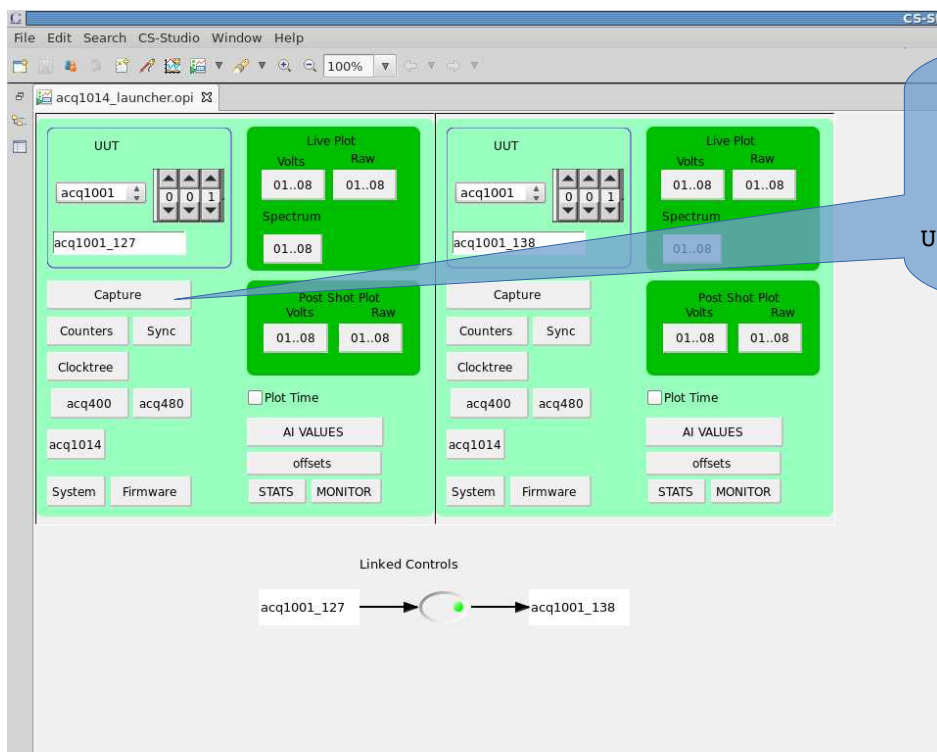 CS-S
File Edit Search CS-Studio Window Help
100%
acq1014_launcher.opi
UUT
acq1001
0 0 1
acq1001_127
Live Plot
Volts Raw
01..08 01..08
Spectrum
01..08
Capture
Counters Sync
Clocktree
acq400 acq480
acq1014
System Firmware
Post Shot Plot
Volts Raw
01..08 01..08
Plot Time
AI VALUES
offsets
STATS MONITOR
UUT
acq1001
0 0 1
acq1001_138
Live Plot
Volts Raw
01..08 01..08
Spectrum
01..08
Capture
Counters Sync
Clocktree
acq400 acq480
acq1014
System Firmware
Post Shot Plot
Volts Raw
01..08 01..08
Plot Time
AI VALUES
offsets
STATS MONITOR
U
Linked Controls
acq1001_127 acq1001_138